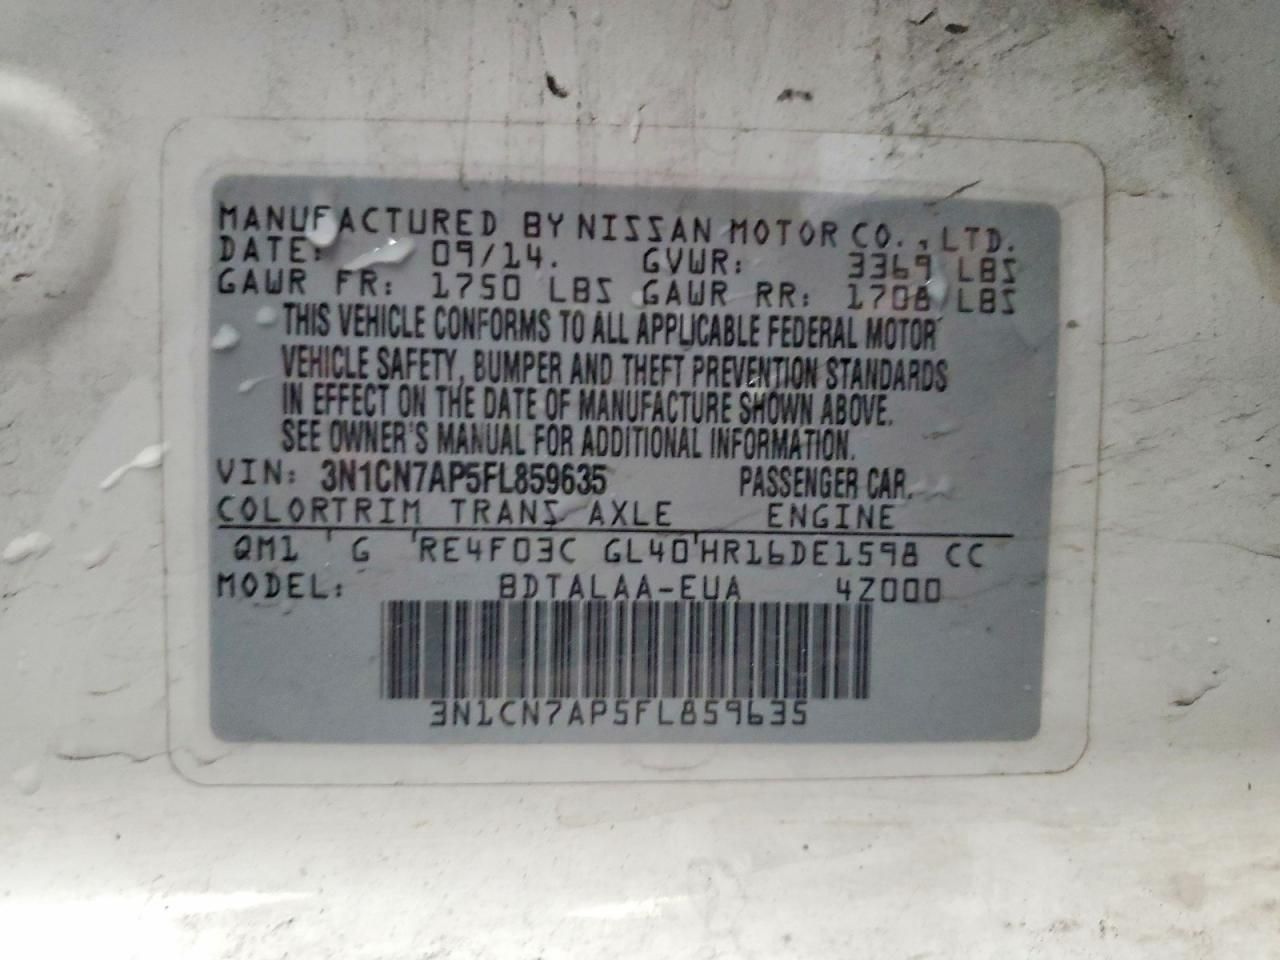 MANUFACTURED BY NISSAN MOTOR CO., LTD.
DATE: 09/14. GVWR: 3369 LBS
GAWR FR: 1750 LBS GAWR RR: 1708 LBS
THIS VEHICLE CONFORMS TO ALL APPLICABLE FEDERAL MOTOR
VEHICLE SAFETY, BUMPER AND THEFT PREVENTION STANDARDS
IN EFFECT ON THE DATE OF MANUFACTURE SHOWN ABOVE.
SEE OWNER'S MANUAL FOR ADDITIONAL INFORMATION.
VIN: 3N1CN7AP5FL859635 PASSENGER CAR.
COLORTRIM TRANS AXLE ENGINE
QM1 ' G 'RE4F03C GL40'HR16DE1598 CC
MODEL: BDTALAA-EUA 4Z000
3N1CN7AP5FL859635